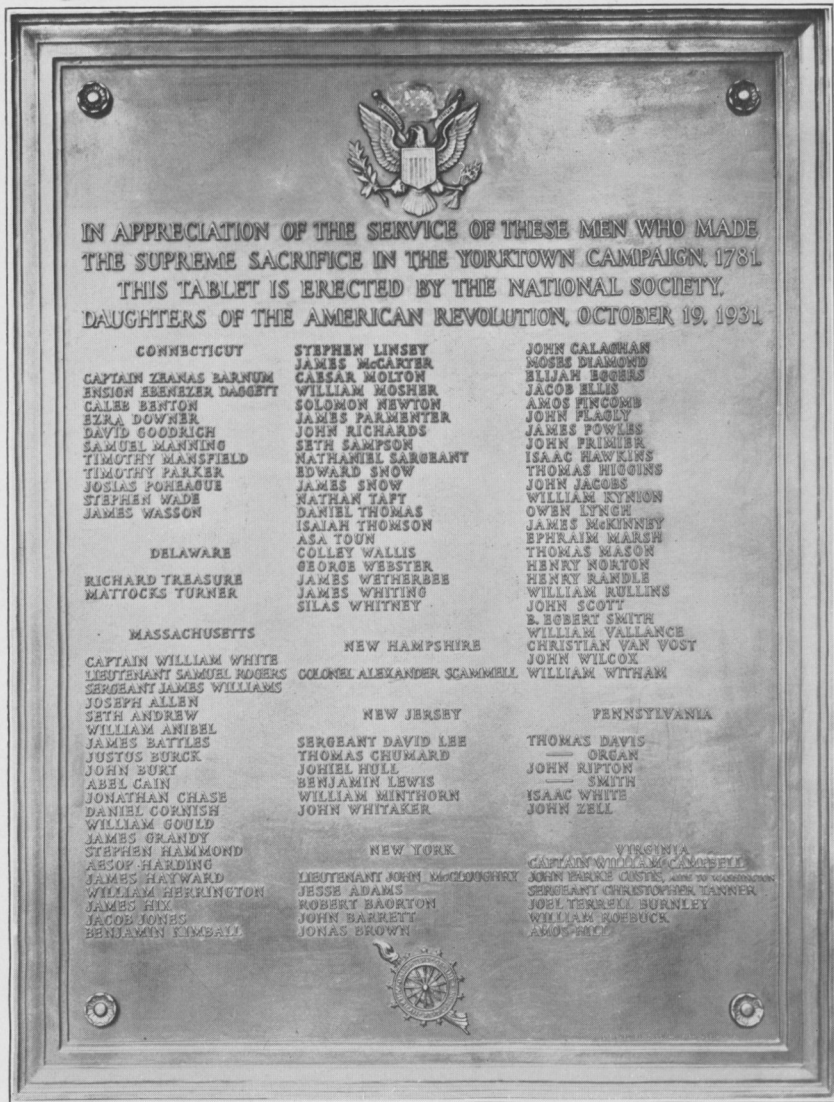 IN APPRECIATION OF THE SERVICE OF THESE MEN WHO MADE
THE SUPREME SACRIFICE IN THE YORKTOWN CAMPAIGN, 1781.
THIS TABLET IS ERECTED BY THE NATIONAL SOCIETY,
DAUGHTERS OF THE AMERICAN REVOLUTION, OCTOBER 19, 1931.
CONNECTICUT
CAPTAIN ZEANAS BARNUM
ENSIGN EBENEZER DAGGETT
CALEB BENTON
EZRA DOWNER
DAVID GOODRICH
SAMUEL MANNING
TIMOTHY MANSFIELD
TIMOTHY PARKER
JOSIAS POHEAGUE
STEPHEN WADE
JAMES WASSON
DELAWARE
RICHARD TREASURE
MATTOCKS TURNER
MASSACHUSETTS
CAPTAIN WILLIAM WHITE
LIEUTENANT SAMUEL ROGERS
SERGEANT JAMES WILLIAMS
JOSEPH ALLEN
SETH ANDREW
WILLIAM ANIBEL
JAMES BATTLES
JUSTUS BURCK
JOHN BURT
ABEL CAIN
JONATHAN CHASE
DANIEL CORNISH
WILLIAM GOULD
JAMES GRANDY
STEPHEN HAMMOND
AESOP HARDING
JAMES HAYWARD
WILLIAM HERRINGTON
JAMES HIX
JACOB JONES
BENJAMIN KIMBALL
STEPHEN LINSEY
JAMES McCARTER
CAESAR MOLTON
WILLIAM MOSHER
SOLOMON NEWTON
JAMES PARMENTER
JOHN RICHARDS
SETH SAMPSON
NATHANIEL SARGEANT
EDWARD SNOW
JAMES SNOW
NATHAN TAFT
DANIEL THOMAS
ISAIAH THOMSON
ASA TOUN
COLLEY WALLIS
GEORGE WEBSTER
JAMES WETHERBEE
JAMES WHITING
SILAS WHITNEY
NEW HAMPSHIRE
COLONEL ALEXANDER SCAMMELL
NEW JERSEY
SERGEANT DAVID LEE
THOMAS CHUMARD
JOHIEL HULL
BENJAMIN LEWIS
WILLIAM MINTHORN
JOHN WHITAKER
NEW YORK
LIEUTENANT JOHN McCLOUGHRY
JESSE ADAMS
ROBERT BAORTON
JOHN BARRETT
JONAS BROWN
JOHN CALAGHAN
MOSES DIAMOND
ELIJAH EGGERS
JACOB ELLIS
AMOS FINCOMB
JOHN FLAGLY
JAMES FOWLES
JOHN FRIMIER
ISAAC HAWKINS
THOMAS HIGGINS
JOHN JACOBS
WILLIAM KYNION
OWEN LYNCH
JAMES McKINNEY
EPHRAIM MARSH
THOMAS MASON
HENRY NORTON
HENRY RANDLE
WILLIAM RULLINS
JOHN SCOTT
B. EGBERT SMITH
WILLIAM VALLANCE
CHRISTIAN VAN VOST
JOHN WILCOX
WILLIAM WITHAM
PENNSYLVANIA
THOMAS DAVIS
— ORGAN
JOHN RIPTON
— SMITH
ISAAC WHITE
JOHN ZELL
VIRGINIA
CAPTAIN WILLIAM CAMPBELL
JOHN PARKE CUSTIS, AIDE TO WASHINGTON
SERGEANT CHRISTOPHER TANNER
JOEL TERRELL BURNLEY
WILLIAM ROEBUCK
AMOS HILL